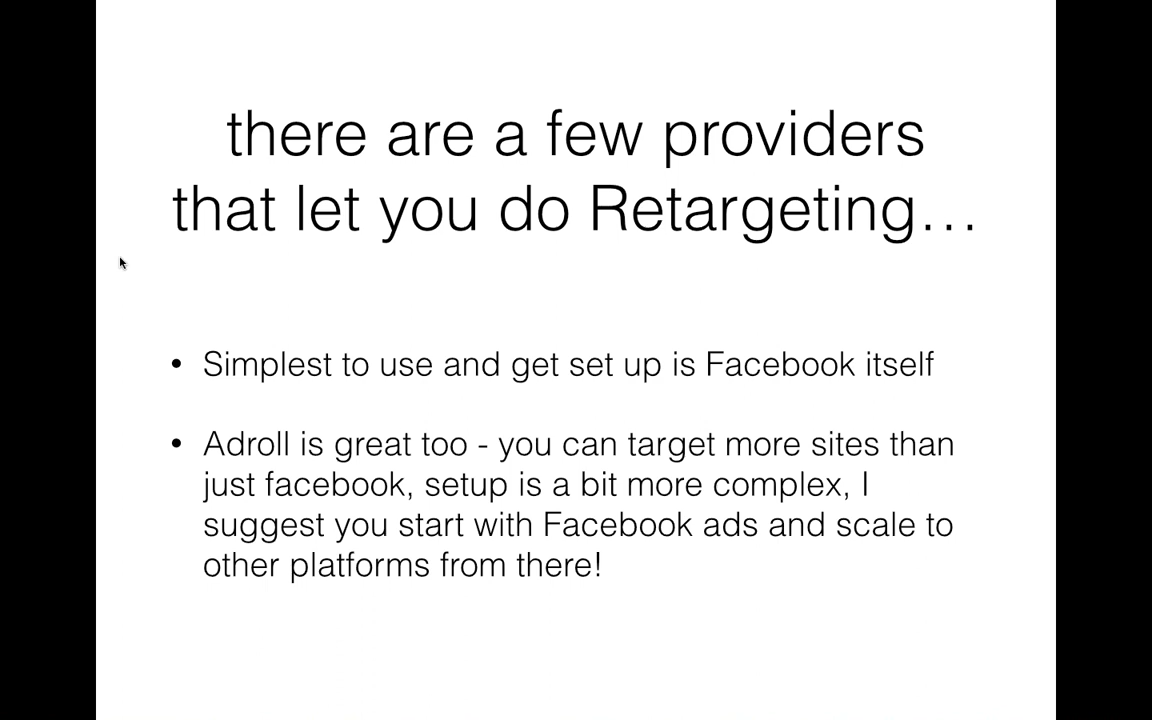 there are a few providers
that let you do Retargeting…
• Simplest to use and get set up is Facebook itself
• Adroll is great too - you can target more sites than
just facebook, setup is a bit more complex, I
suggest you start with Facebook ads and scale to
other platforms from there!